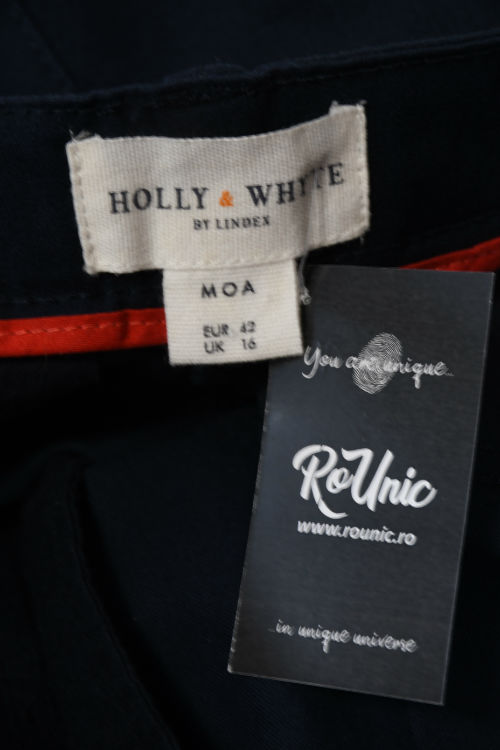 HOLLY & WHYTE
BY LINDEX
MOA
EUR 42
UK 16
You are unique...
RoUnic
www.rounic.ro
...in unique universe